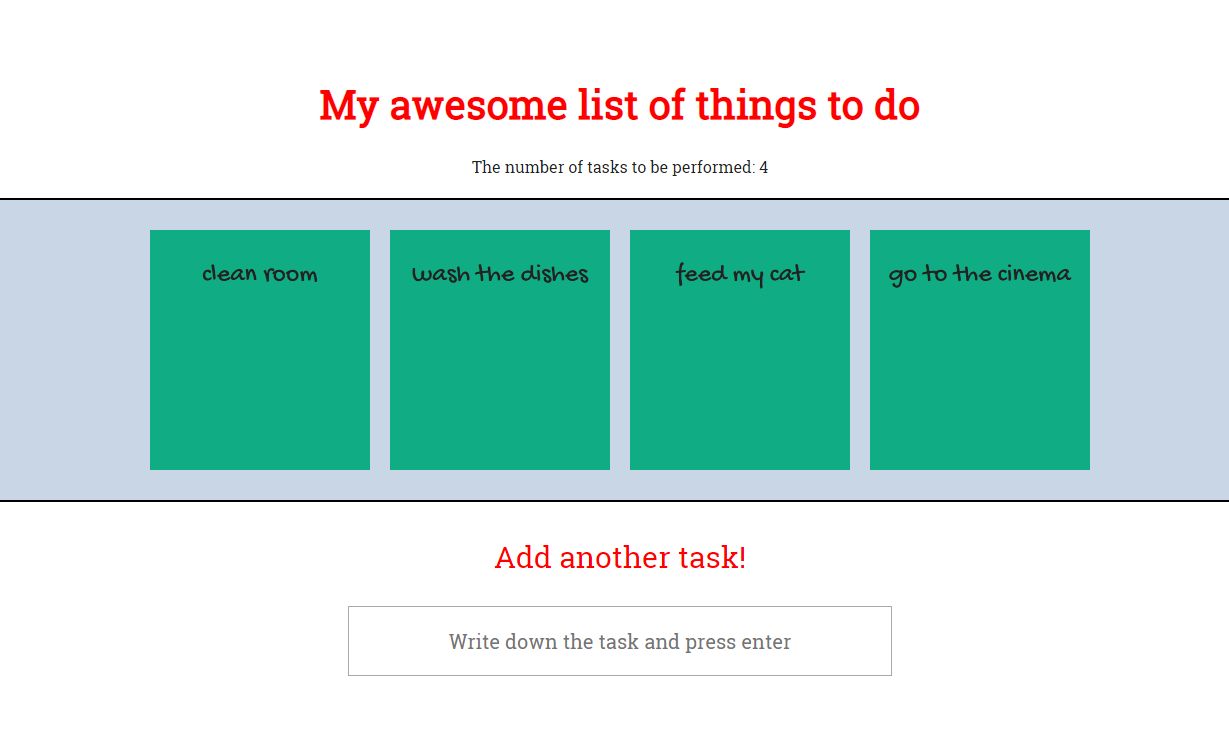 My awesome list of things to do
The number of tasks to be performed: 4
clean room
wash the dishes
feed my cat
go to the cinema
Add another task!
Write down the task and press enter